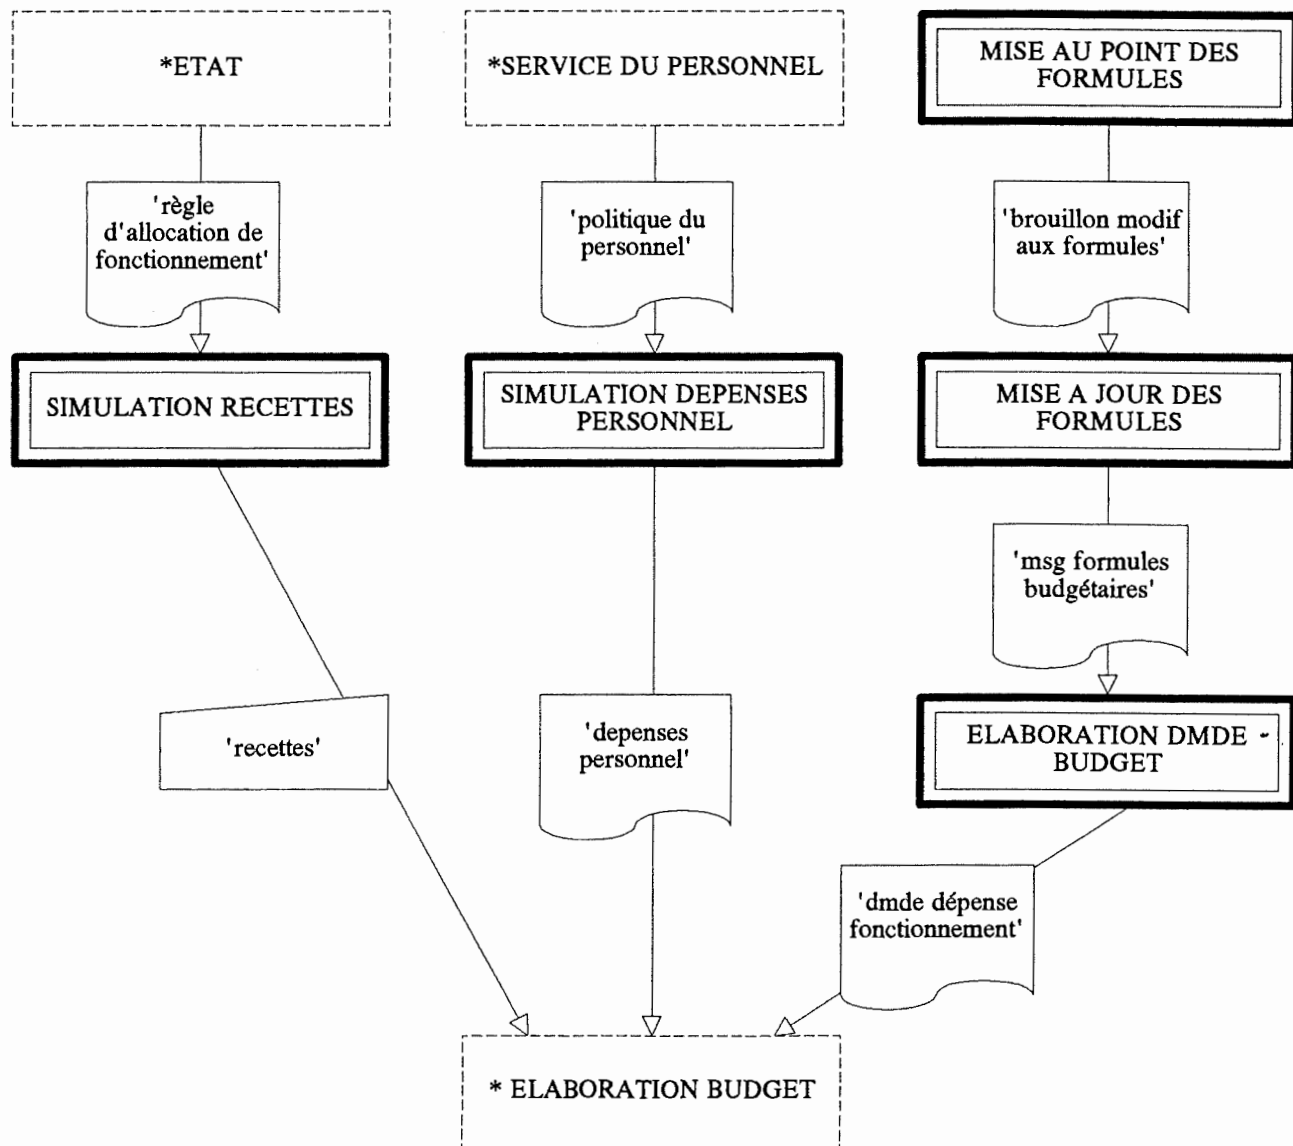 *ETAT
*SERVICE DU PERSONNEL
MISE AU POINT DES
FORMULES
'règle
d'allocation de
fonctionnement'
'politique du
personnel'
'brouillon modif
aux formules'
SIMULATION RECETTES
SIMULATION DEPENSES
PERSONNEL
MISE A JOUR DES
FORMULES
'msg formules
budgétaires'
'recettes'
'depenses
personnel'
ELABORATION DMDE -
BUDGET
'dmde dépense
fonctionnement'
* ELABORATION BUDGET